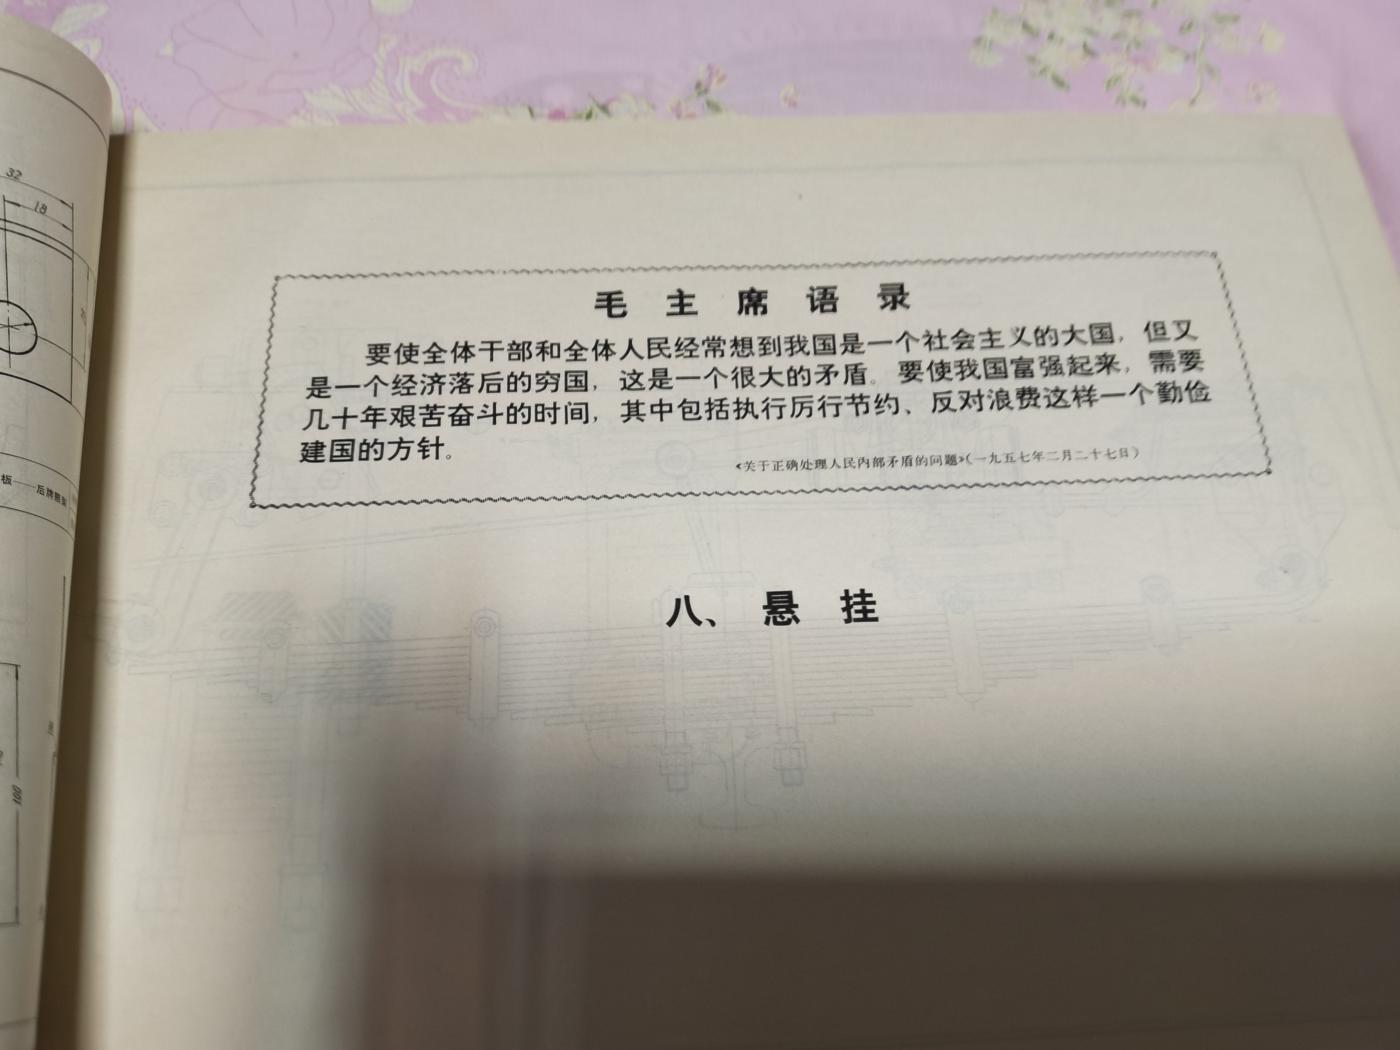 32
18
毛主席语录
要使全体干部和全体人民经常想到我国是一个社会主义的大国，但又
是一个经济落后的穷国，这是一个很大的矛盾。要使我国富强起来，需要
几十年艰苦奋斗的时间，其中包括执行厉行节约、反对浪费这样一个勤俭
建国的方针。
《关于正确处理人民内部矛盾的问题》（一九五七年二月二十七日）
八、悬挂
100